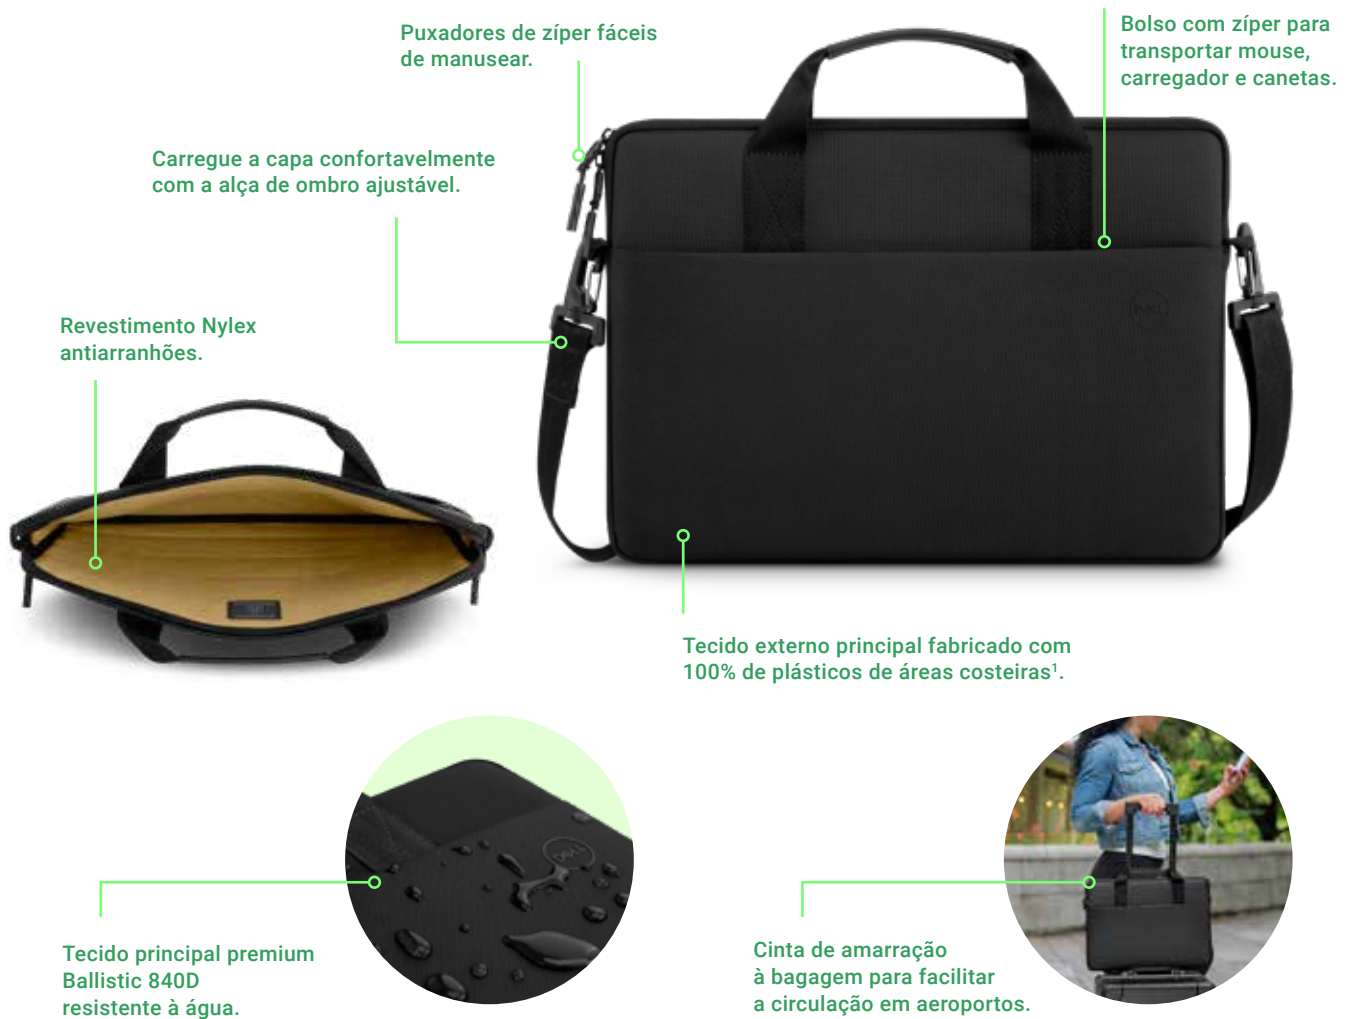 Puxadores de zíper fáceis
de manusear.
Bolso com zíper para
transportar mouse,
carregador e canetas.
Carregue a capa confortavelmente
com a alça de ombro ajustável.
Revestimento Nylex
antiarranhões.
Tecido externo principal fabricado com
100% de plásticos de áreas costeiras¹.
Tecido principal premium
Ballistic 840D
resistente à água.
Cinta de amarração
à bagagem para facilitar
a circulação em aeroportos.